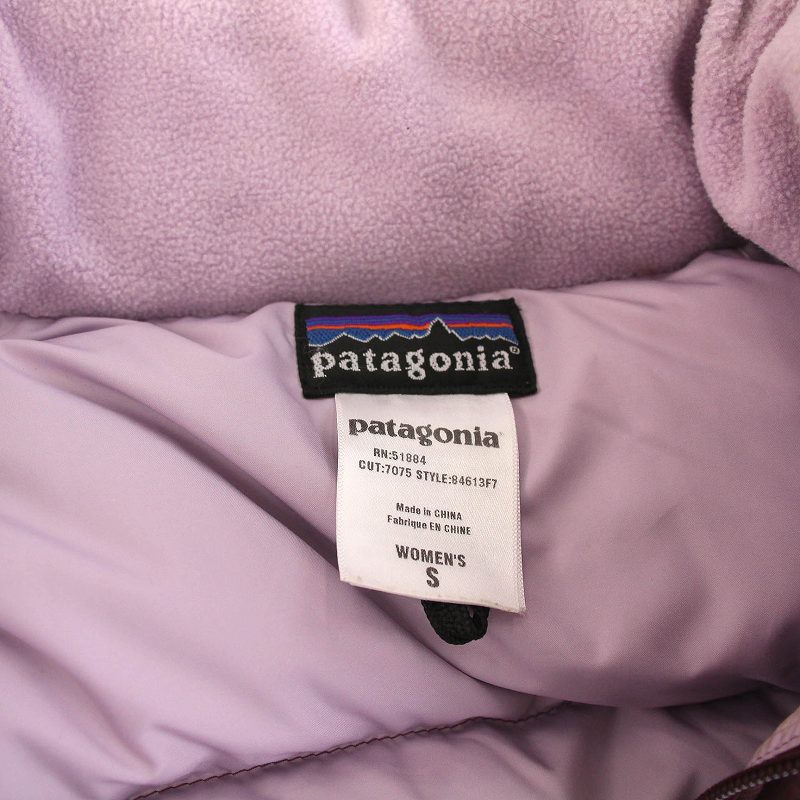 patagonia®
patagonia®
RN:51884
CUT:7075 STYLE:84613F7
Made in CHINA
Fabrique EN CHINE
WOMEN'S
S